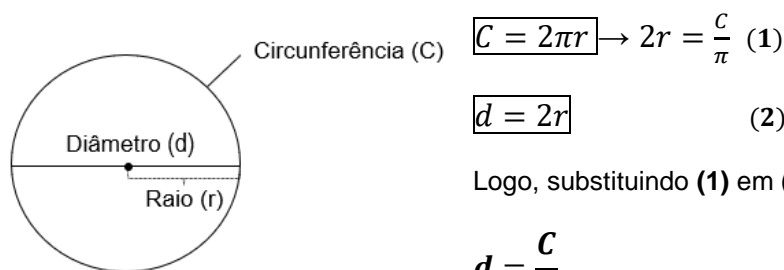 Circunferência (C)
Diâmetro (d)
Raio (r)
C = 2πr → 2r = C/π (1)
d = 2r (2)
Logo, substituindo (1) em (
d = C